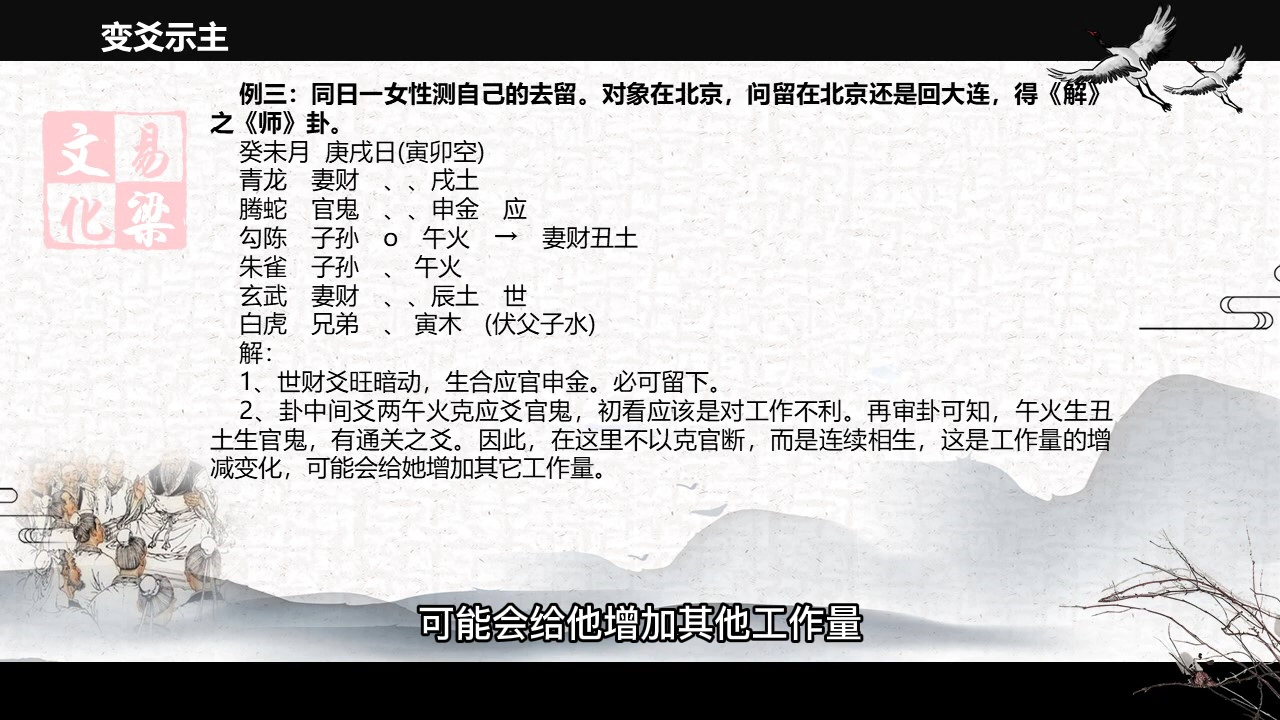 变爻示主
例三：同日一女性测自己的去留。对象在北京，问留在北京还是回大连，得《解》
之《师》卦。
癸未月 庚戌日(寅卯空)
青龙 妻财 、、戌土
腾蛇 官鬼 、、申金 应
勾陈 子孙 o 午火 → 妻财丑土
朱雀 子孙 、 午火
玄武 妻财 、、辰土 世
白虎 兄弟 、 寅木 (伏父子水)
解：
1、世财爻旺暗动，生合应官申金。必可留下。
2、卦中间爻两午火克应爻官鬼，初看应该是对工作不利。再审卦可知，午火生丑
土生官鬼，有通关之爻。因此，在这里不以克官断，而是连续相生，这是工作量的增
减变化，可能会给她增加其它工作量。
文易
化梁
可能会给他增加其他工作量